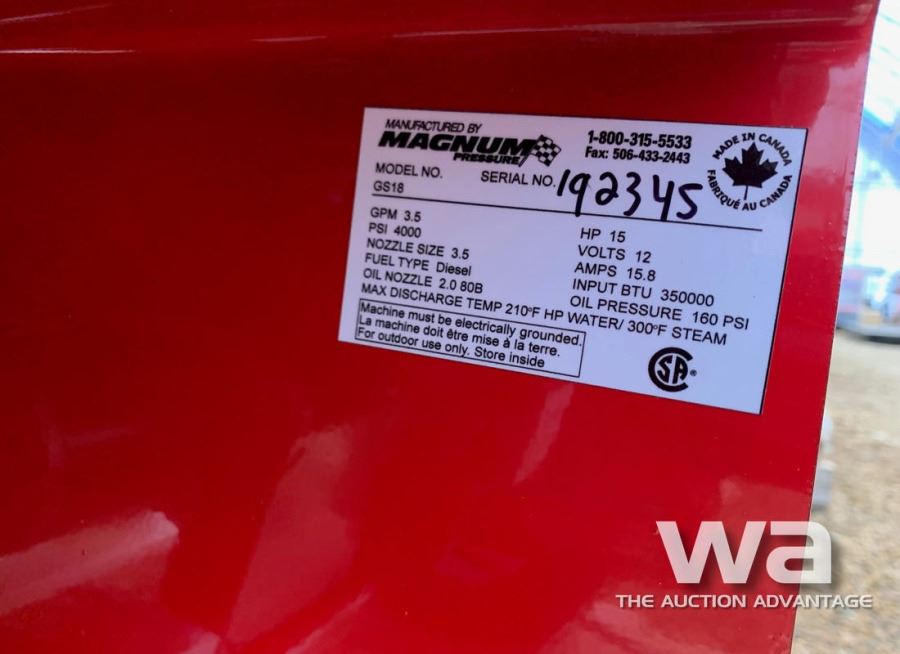 MANUFACTURED BY
MAGNUM
PRESSURE
1-800-315-5533
Fax: 506-433-2443
MADE IN CANADA
FABRIQUÉ AU CANADA
MODEL NO.
GS18
SERIAL NO. 192345
GPM 3.5
PSI 4000
NOZZLE SIZE 3.5
FUEL TYPE Diesel
OIL NOZZLE 2.0 80B
HP 15
VOLTS 12
AMPS 15.8
INPUT BTU 350000
OIL PRESSURE 160 PSI
MAX DISCHARGE TEMP 210°F HP WATER/ 300°F STEAM
Machine must be electrically grounded.
La machine doit être mise à la terre.
For outdoor use only. Store inside
CSA®
wa
THE AUCTION ADVANTAGE